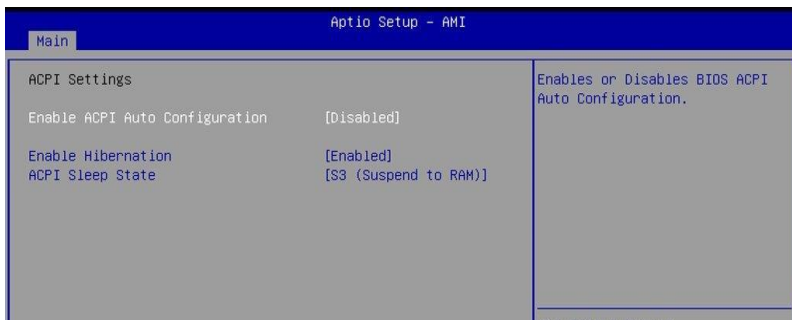 Aptio Setup – AMI
Main
ACPI Settings
Enable ACPI Auto Configuration [Disabled]
Enable Hibernation [Enabled]
ACPI Sleep State [S3 (Suspend to RAM)]
Enables or Disables BIOS ACPI
Auto Configuration.